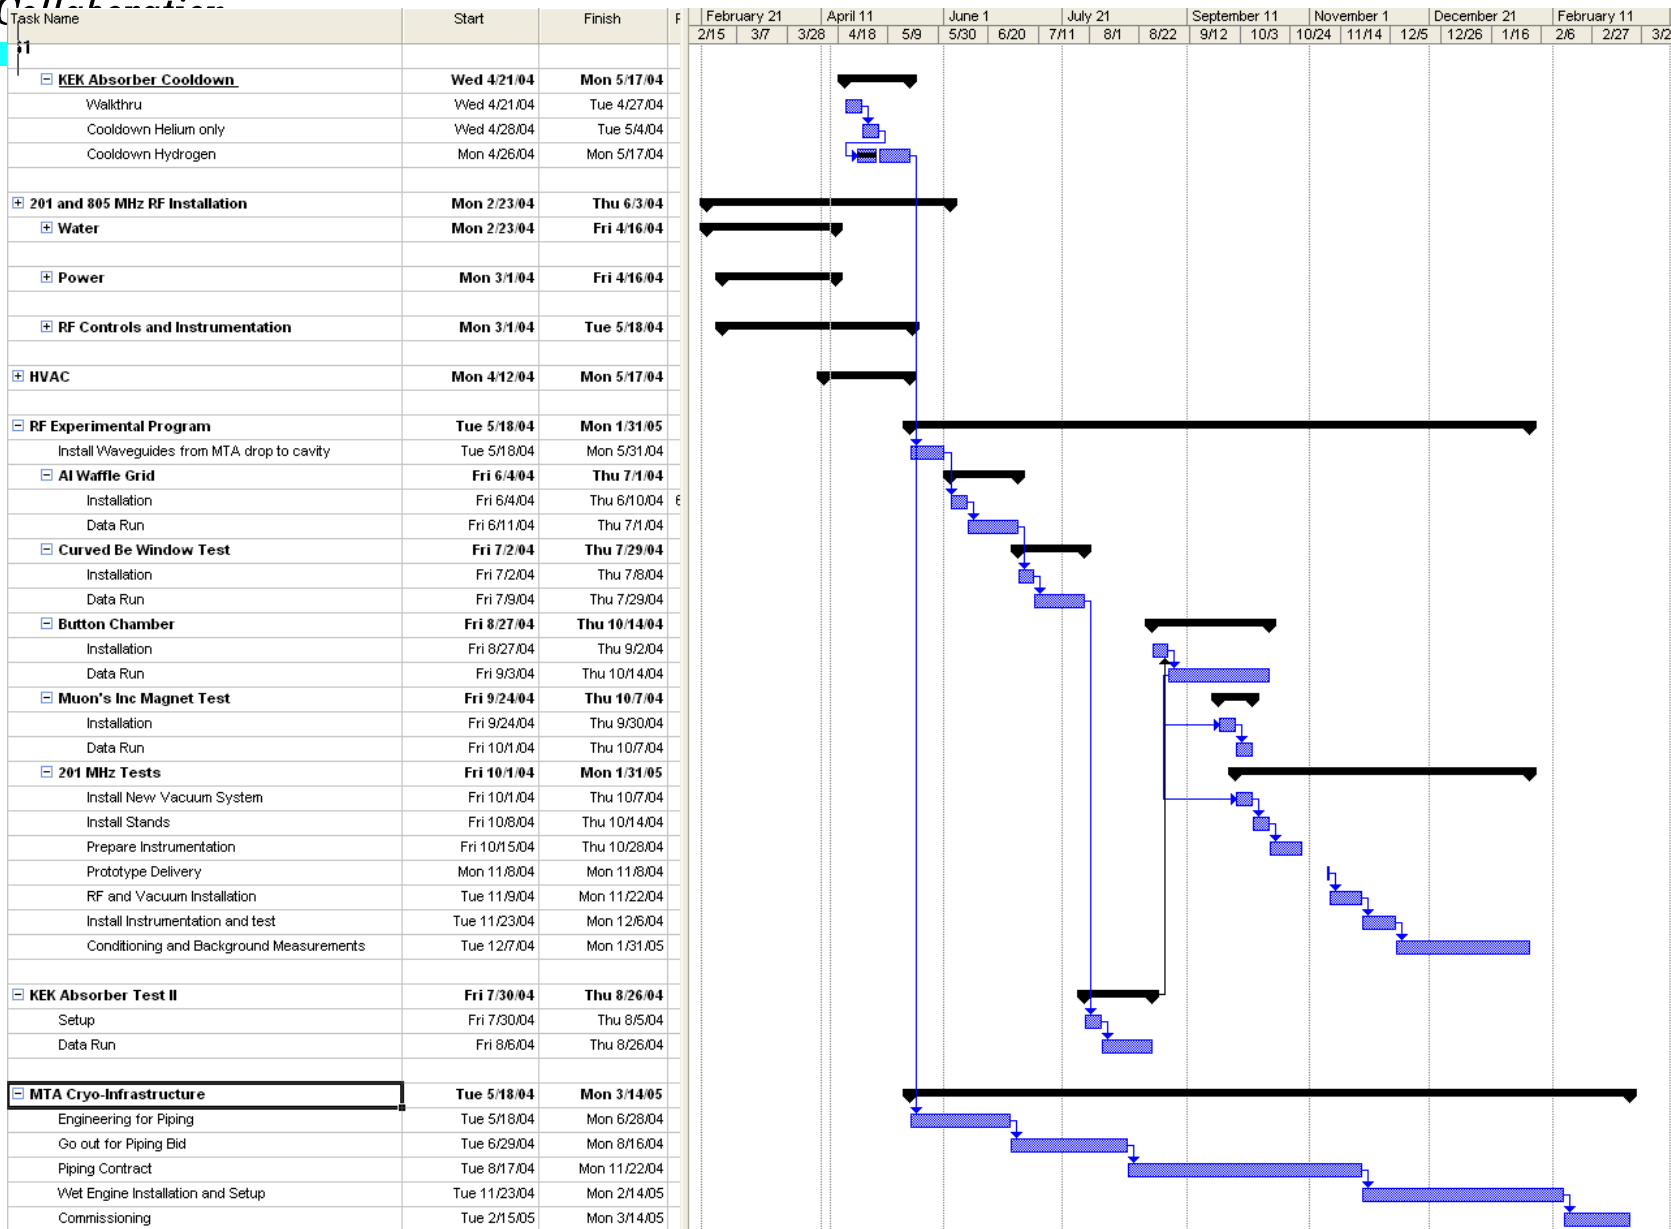 Collaboration
Task Name Start Finish F February 21 April 11 June 1 July 21 September 11 November 1 December 21 February 11
2/15 3/7 3/28 4/18 5/9 5/30 6/20 7/11 8/1 8/22 9/12 10/3 10/24 11/14 12/5 12/26 1/16 2/6 2/27 3/2
KEK Absorber Cooldown Wed 4/21/04 Mon 5/17/04
Walkthru Wed 4/21/04 Tue 4/27/04
Cooldown Helium only Wed 4/28/04 Tue 5/4/04
Cooldown Hydrogen Mon 4/26/04 Mon 5/17/04
201 and 805 MHz RF Installation Mon 2/23/04 Thu 6/3/04
Water Mon 2/23/04 Fri 4/16/04
Power Mon 3/1/04 Fri 4/16/04
RF Controls and Instrumentation Mon 3/1/04 Tue 5/18/04
HVAC Mon 4/12/04 Mon 5/17/04
RF Experimental Program Tue 5/18/04 Mon 1/31/05
Install Waveguides from MTA drop to cavity Tue 5/18/04 Mon 5/31/04
Al Waffle Grid Fri 6/4/04 Thu 7/1/04
Installation Fri 6/4/04 Thu 6/10/04 6
Data Run Fri 6/11/04 Thu 7/1/04
Curved Be Window Test Fri 7/2/04 Thu 7/29/04
Installation Fri 7/2/04 Thu 7/8/04
Data Run Fri 7/9/04 Thu 7/29/04
Button Chamber Fri 8/27/04 Thu 10/14/04
Installation Fri 8/27/04 Thu 9/2/04
Data Run Fri 9/3/04 Thu 10/14/04
Muon's Inc Magnet Test Fri 9/24/04 Thu 10/7/04
Installation Fri 9/24/04 Thu 9/30/04
Data Run Fri 10/1/04 Thu 10/7/04
201 MHz Tests Fri 10/1/04 Mon 1/31/05
Install New Vacuum System Fri 10/1/04 Thu 10/7/04
Install Stands Fri 10/8/04 Thu 10/14/04
Prepare Instrumentation Fri 10/15/04 Thu 10/28/04
Prototype Delivery Mon 11/8/04 Mon 11/8/04
RF and Vacuum Installation Tue 11/9/04 Mon 11/22/04
Install Instrumentation and test Tue 11/23/04 Mon 12/6/04
Conditioning and Background Measurements Tue 12/7/04 Mon 1/31/05
KEK Absorber Test II Fri 7/30/04 Thu 8/26/04
Setup Fri 7/30/04 Thu 8/5/04
Data Run Fri 8/6/04 Thu 8/26/04
MTA Cryo-Infrastructure Tue 5/18/04 Mon 3/14/05
Engineering for Piping Tue 5/18/04 Mon 6/28/04
Go out for Piping Bid Tue 6/29/04 Mon 8/16/04
Piping Contract Tue 8/17/04 Mon 11/22/04
Wet Engine Installation and Setup Tue 11/23/04 Mon 2/14/05
Commissioning Tue 2/15/05 Mon 3/14/05